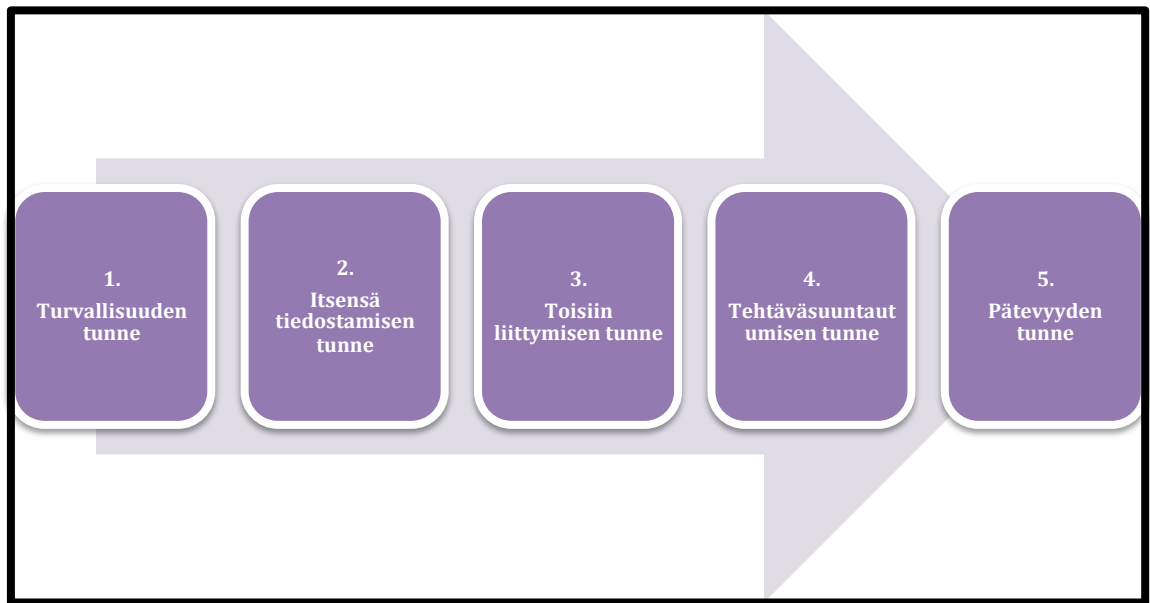 1.
Turvallisuuden
tunne
2.
Itsensä
tiedostamisen
tunne
3.
Toisiin
liittymisen tunne
4.
Tehtäväsuuntaut
umisen tunne
5.
Pätevyyden
tunne